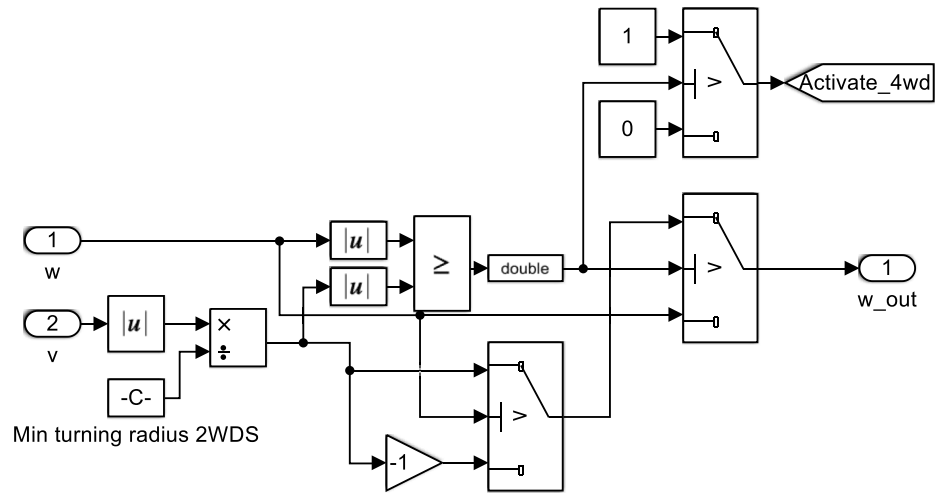 1
Activate_4wd
0
1
w
|u|
≥
|u|
double
>
>
1
w_out
2
v
|u|
×
÷
-C-
Min turning radius 2WDS
>
-1